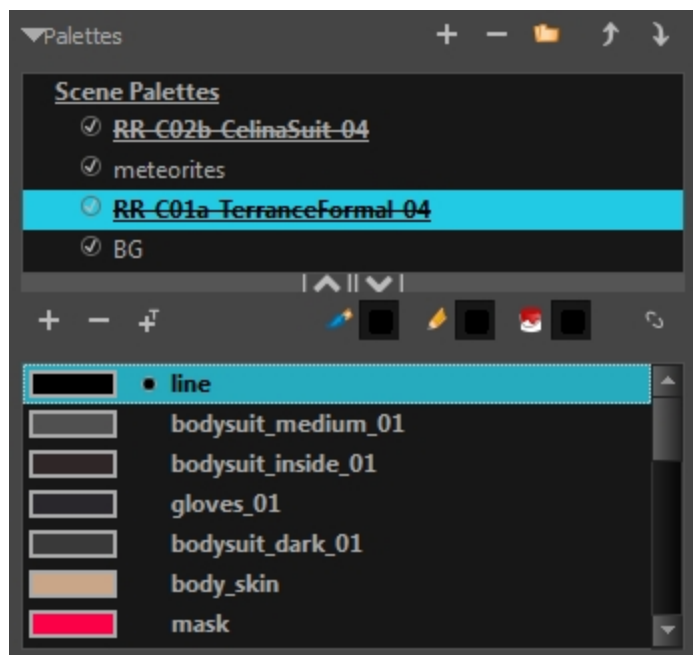 Palettes
Scene Palettes
RR-C02b-CelinaSuit-04
meteorites
RR-C01a-TerranceFormal-04
BG
line
bodysuit_medium_01
bodysuit_inside_01
gloves_01
bodysuit_dark_01
body_skin
mask